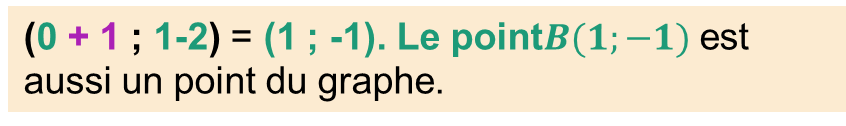 (0 + 1 ; 1-2) = (1 ; -1). Le point𝑩(𝟏; −𝟏) est
aussi un point du graphe.